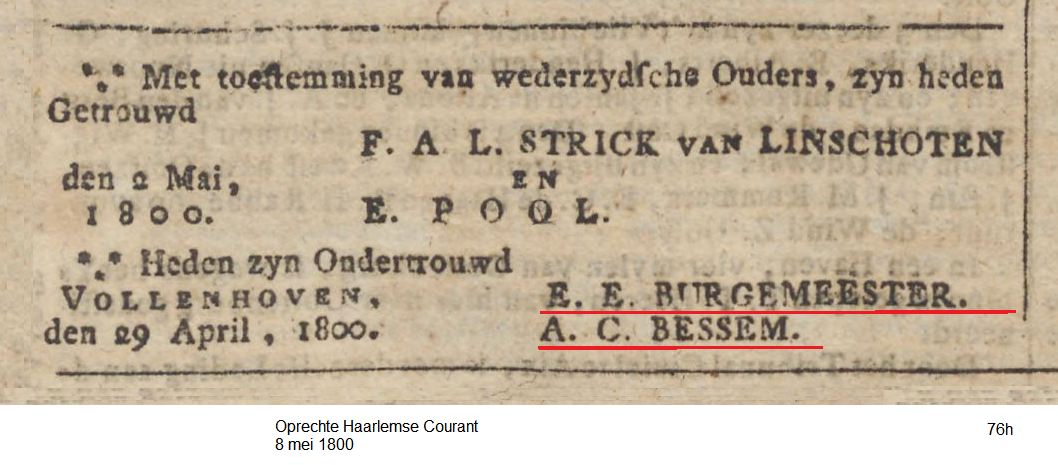 *.* Met toeſtemming van wederzydſche Ouders, zyn heden
Getrouwd
F. A L. STRICK VAN LINSCHOTEN
den 2 Mai, EN
1800. E. POOL.
*.* Heden zyn Ondertrouwd
VOLLENHOVEN, E. E. BURGEMEESTER.
den 29 April, 1800. A. C. BESSEM.
Oprechte Haarlemse Courant 76h
8 mei 1800